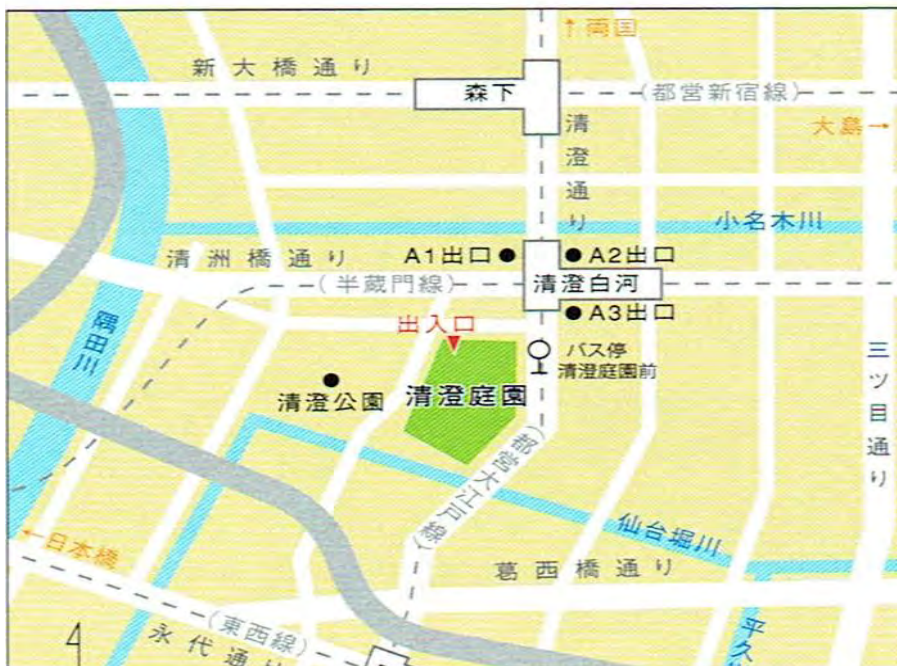 ↑両国
新大橋通り
森下
(都営新宿線)
大島→
清澄通り
小名木川
清洲橋通り
A1出口
A2出口
(半蔵門線)
清澄白河
出入口
A3出口
隅田川
バス停
清澄庭園前
三ツ目通り
清澄公園
清澄庭園
(都営大江戸線)
仙台堀川
←日本橋
葛西橋通り
(東西線)
永代通り
平久